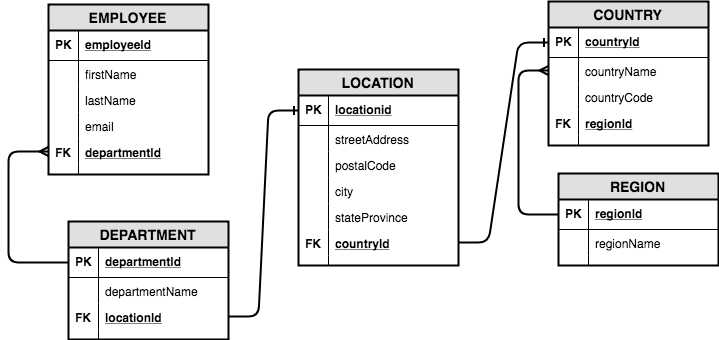 EMPLOYEE
PK employeeId
firstName
lastName
email
FK departmentId
DEPARTMENT
PK departmentId
departmentName
FK locationId
LOCATION
PK locationid
streetAddress
postalCode
city
stateProvince
FK countryId
COUNTRY
PK countryId
countryName
countryCode
FK regionId
REGION
PK regionId
regionName